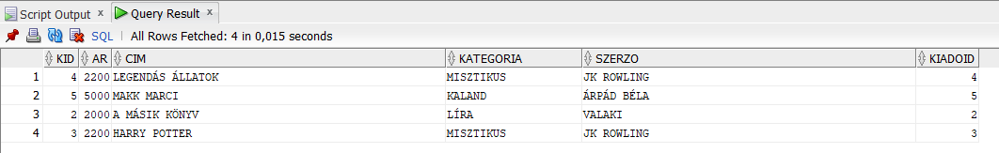 Script Output x Query Result x
SQL | All Rows Fetched: 4 in 0,015 seconds
KID AR CIM KATEGORIA SZERZO KIADOID
1 4 2200 LEGENDÁS ÁLLATOK MISZTIKUS JK ROWLING 4
2 5 5000 MAKK MARCI KALAND ÁRPÁD BÉLA 5
3 2 2000 A MÁSIK KÖNYV LÍRA VALAKI 2
4 3 2200 HARRY POTTER MISZTIKUS JK ROWLING 3